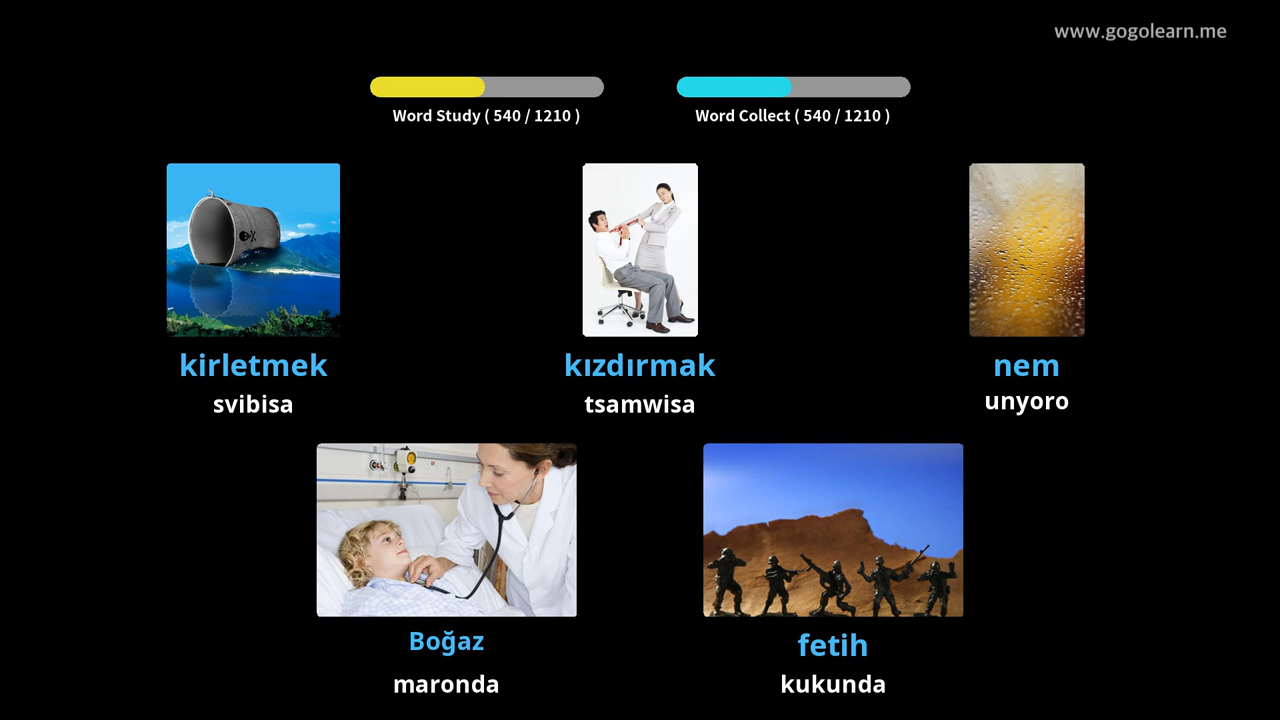 www.gogolearn.me
Word Study ( 540 / 1210 )
Word Collect ( 540 / 1210 )
kirletmek
svibisa
kızdırmak
tsamwisa
nem
unyoro
Boğaz
maronda
fetih
kukunda